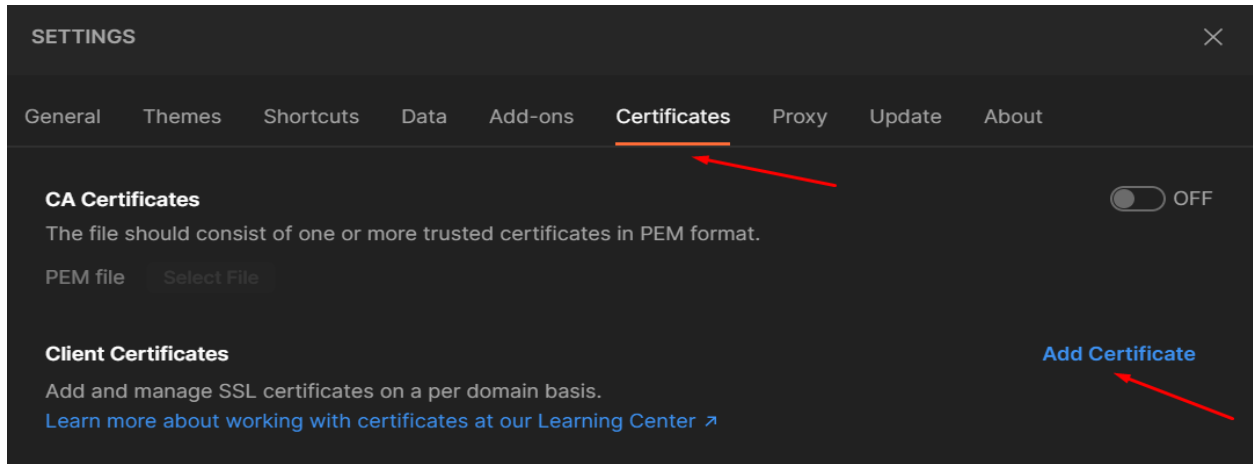 SETTINGS
General Themes Shortcuts Data Add-ons Certificates Proxy Update About
CA Certificates OFF
The file should consist of one or more trusted certificates in PEM format.
PEM file Select File
Client Certificates Add Certificate
Add and manage SSL certificates on a per domain basis.
Learn more about working with certificates at our Learning Center ↗